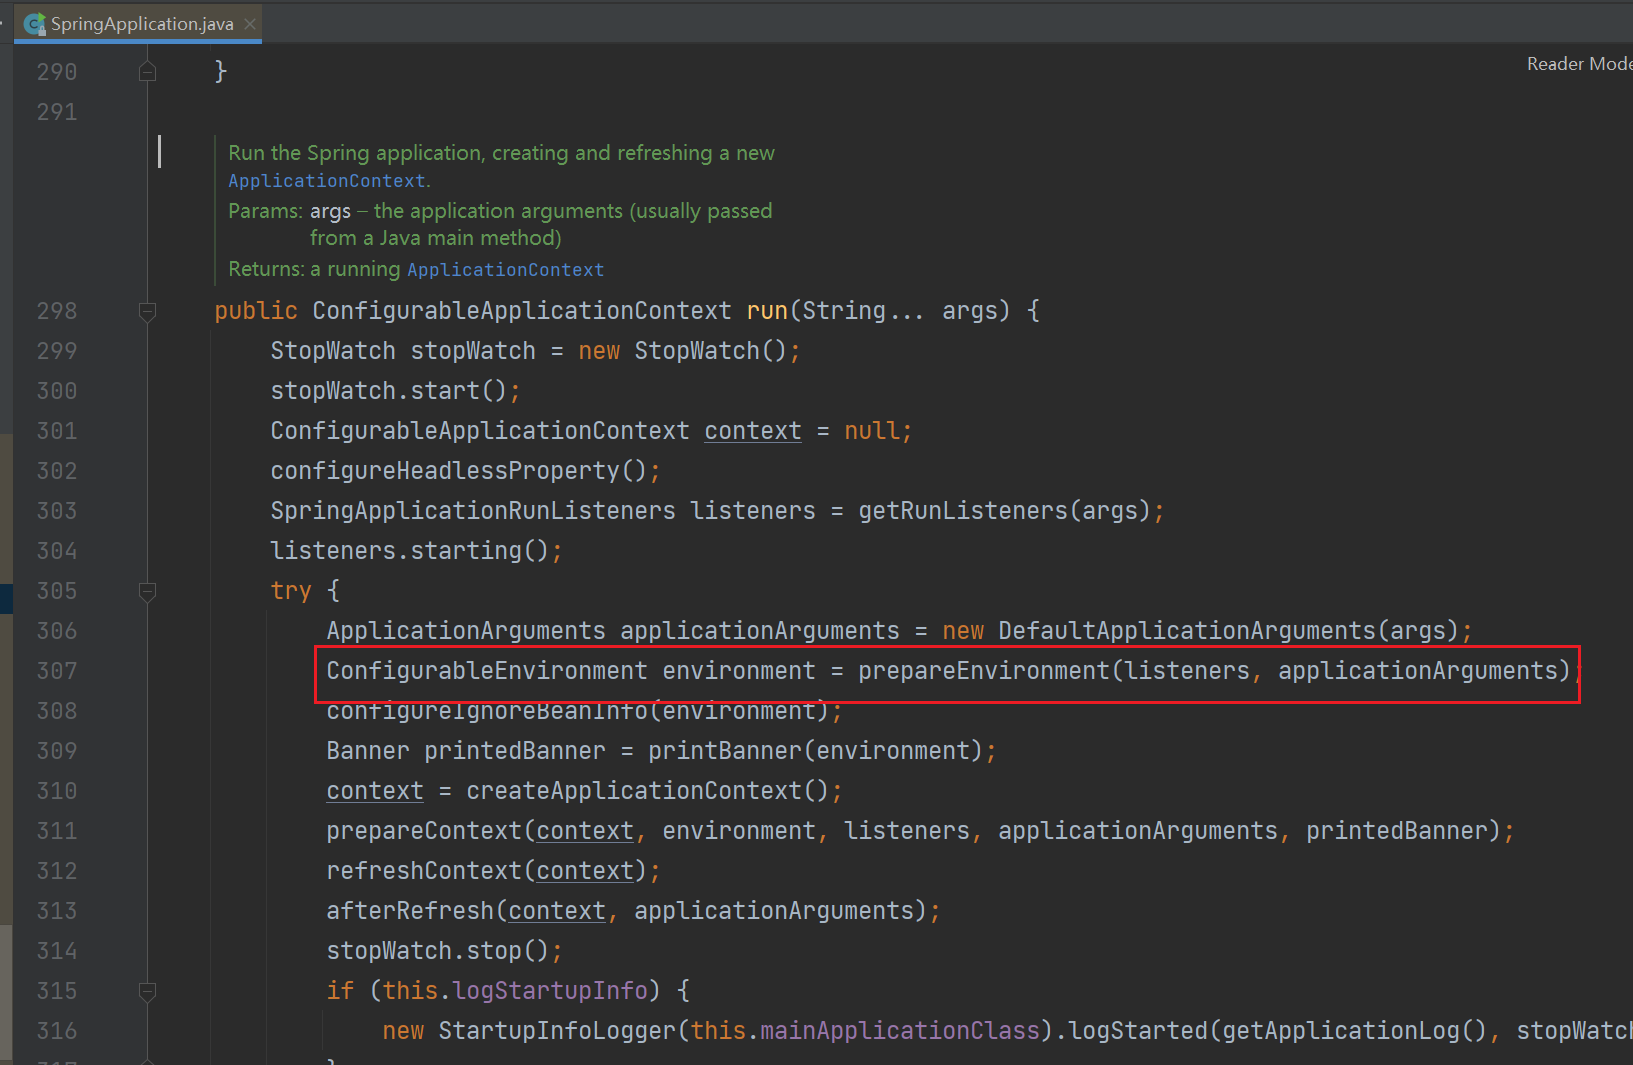 SpringApplication.java
Reader Mode
290 }
291
Run the Spring application, creating and refreshing a new
ApplicationContext.
Params: args – the application arguments (usually passed
from a Java main method)
Returns: a running ApplicationContext
298 public ConfigurableApplicationContext run(String... args) {
299 StopWatch stopWatch = new StopWatch();
300 stopWatch.start();
301 ConfigurableApplicationContext context = null;
302 configureHeadlessProperty();
303 SpringApplicationRunListeners listeners = getRunListeners(args);
304 listeners.starting();
305 try {
306 ApplicationArguments applicationArguments = new DefaultApplicationArguments(args);
307 ConfigurableEnvironment environment = prepareEnvironment(listeners, applicationArguments);
308 configureIgnoreBeanInfo(environment);
309 Banner printedBanner = printBanner(environment);
310 context = createApplicationContext();
311 prepareContext(context, environment, listeners, applicationArguments, printedBanner);
312 refreshContext(context);
313 afterRefresh(context, applicationArguments);
314 stopWatch.stop();
315 if (this.logStartupInfo) {
316 new StartupInfoLogger(this.mainApplicationClass).logStarted(getApplicationLog(), stopWatch